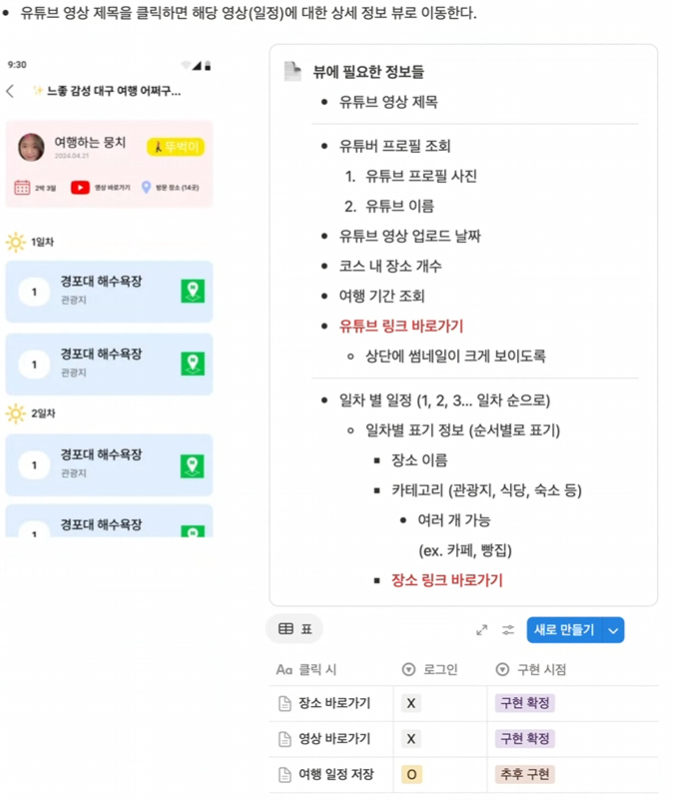 유튜브 영상 제목을 클릭하면 해당 영상(일정)에 대한 상세 정보 뷰로 이동한다.
9:30
✨ 느좋 감성 대구 여행 어쩌구...
여행하는 뭉치
2024.04.21
뚜벅이
2박 3일
영상 바로가기
방문 장소 (14곳)
1일차
1
경포대 해수욕장
관광지
1
경포대 해수욕장
관광지
2일차
1
경포대 해수욕장
관광지
1
경포대 해수욕장
뷰에 필요한 정보들
유튜브 영상 제목
유튜버 프로필 조회
1. 유튜브 프로필 사진
2. 유튜브 이름
유튜브 영상 업로드 날짜
코스 내 장소 개수
여행 기간 조회
유튜브 링크 바로가기
상단에 썸네일이 크게 보이도록
일차 별 일정 (1, 2, 3... 일차 순으로)
일차별 표기 정보 (순서별로 표기)
장소 이름
카테고리 (관광지, 식당, 숙소 등)
여러 개 가능
(ex. 카페, 빵집)
장소 링크 바로가기
표
새로 만들기
Aa 클릭 시 로그인 구현 시점
장소 바로가기 X 구현 확정
영상 바로가기 X 구현 확정
여행 일정 저장 O 추후 구현